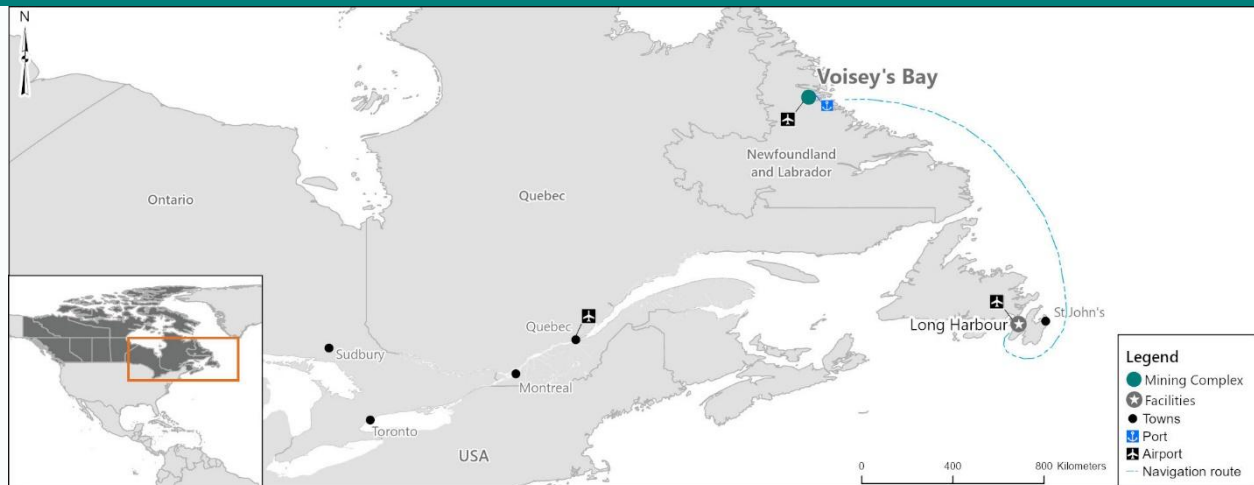 N
Voisey's Bay
Newfoundland
and Labrador
Ontario
Quebec
Quebec
Long Harbour
St John's
Sudbury
Montreal
Toronto
USA
0 400 800 Kilometers
Legend
Mining Complex
Facilities
Towns
Port
Airport
Navigation route